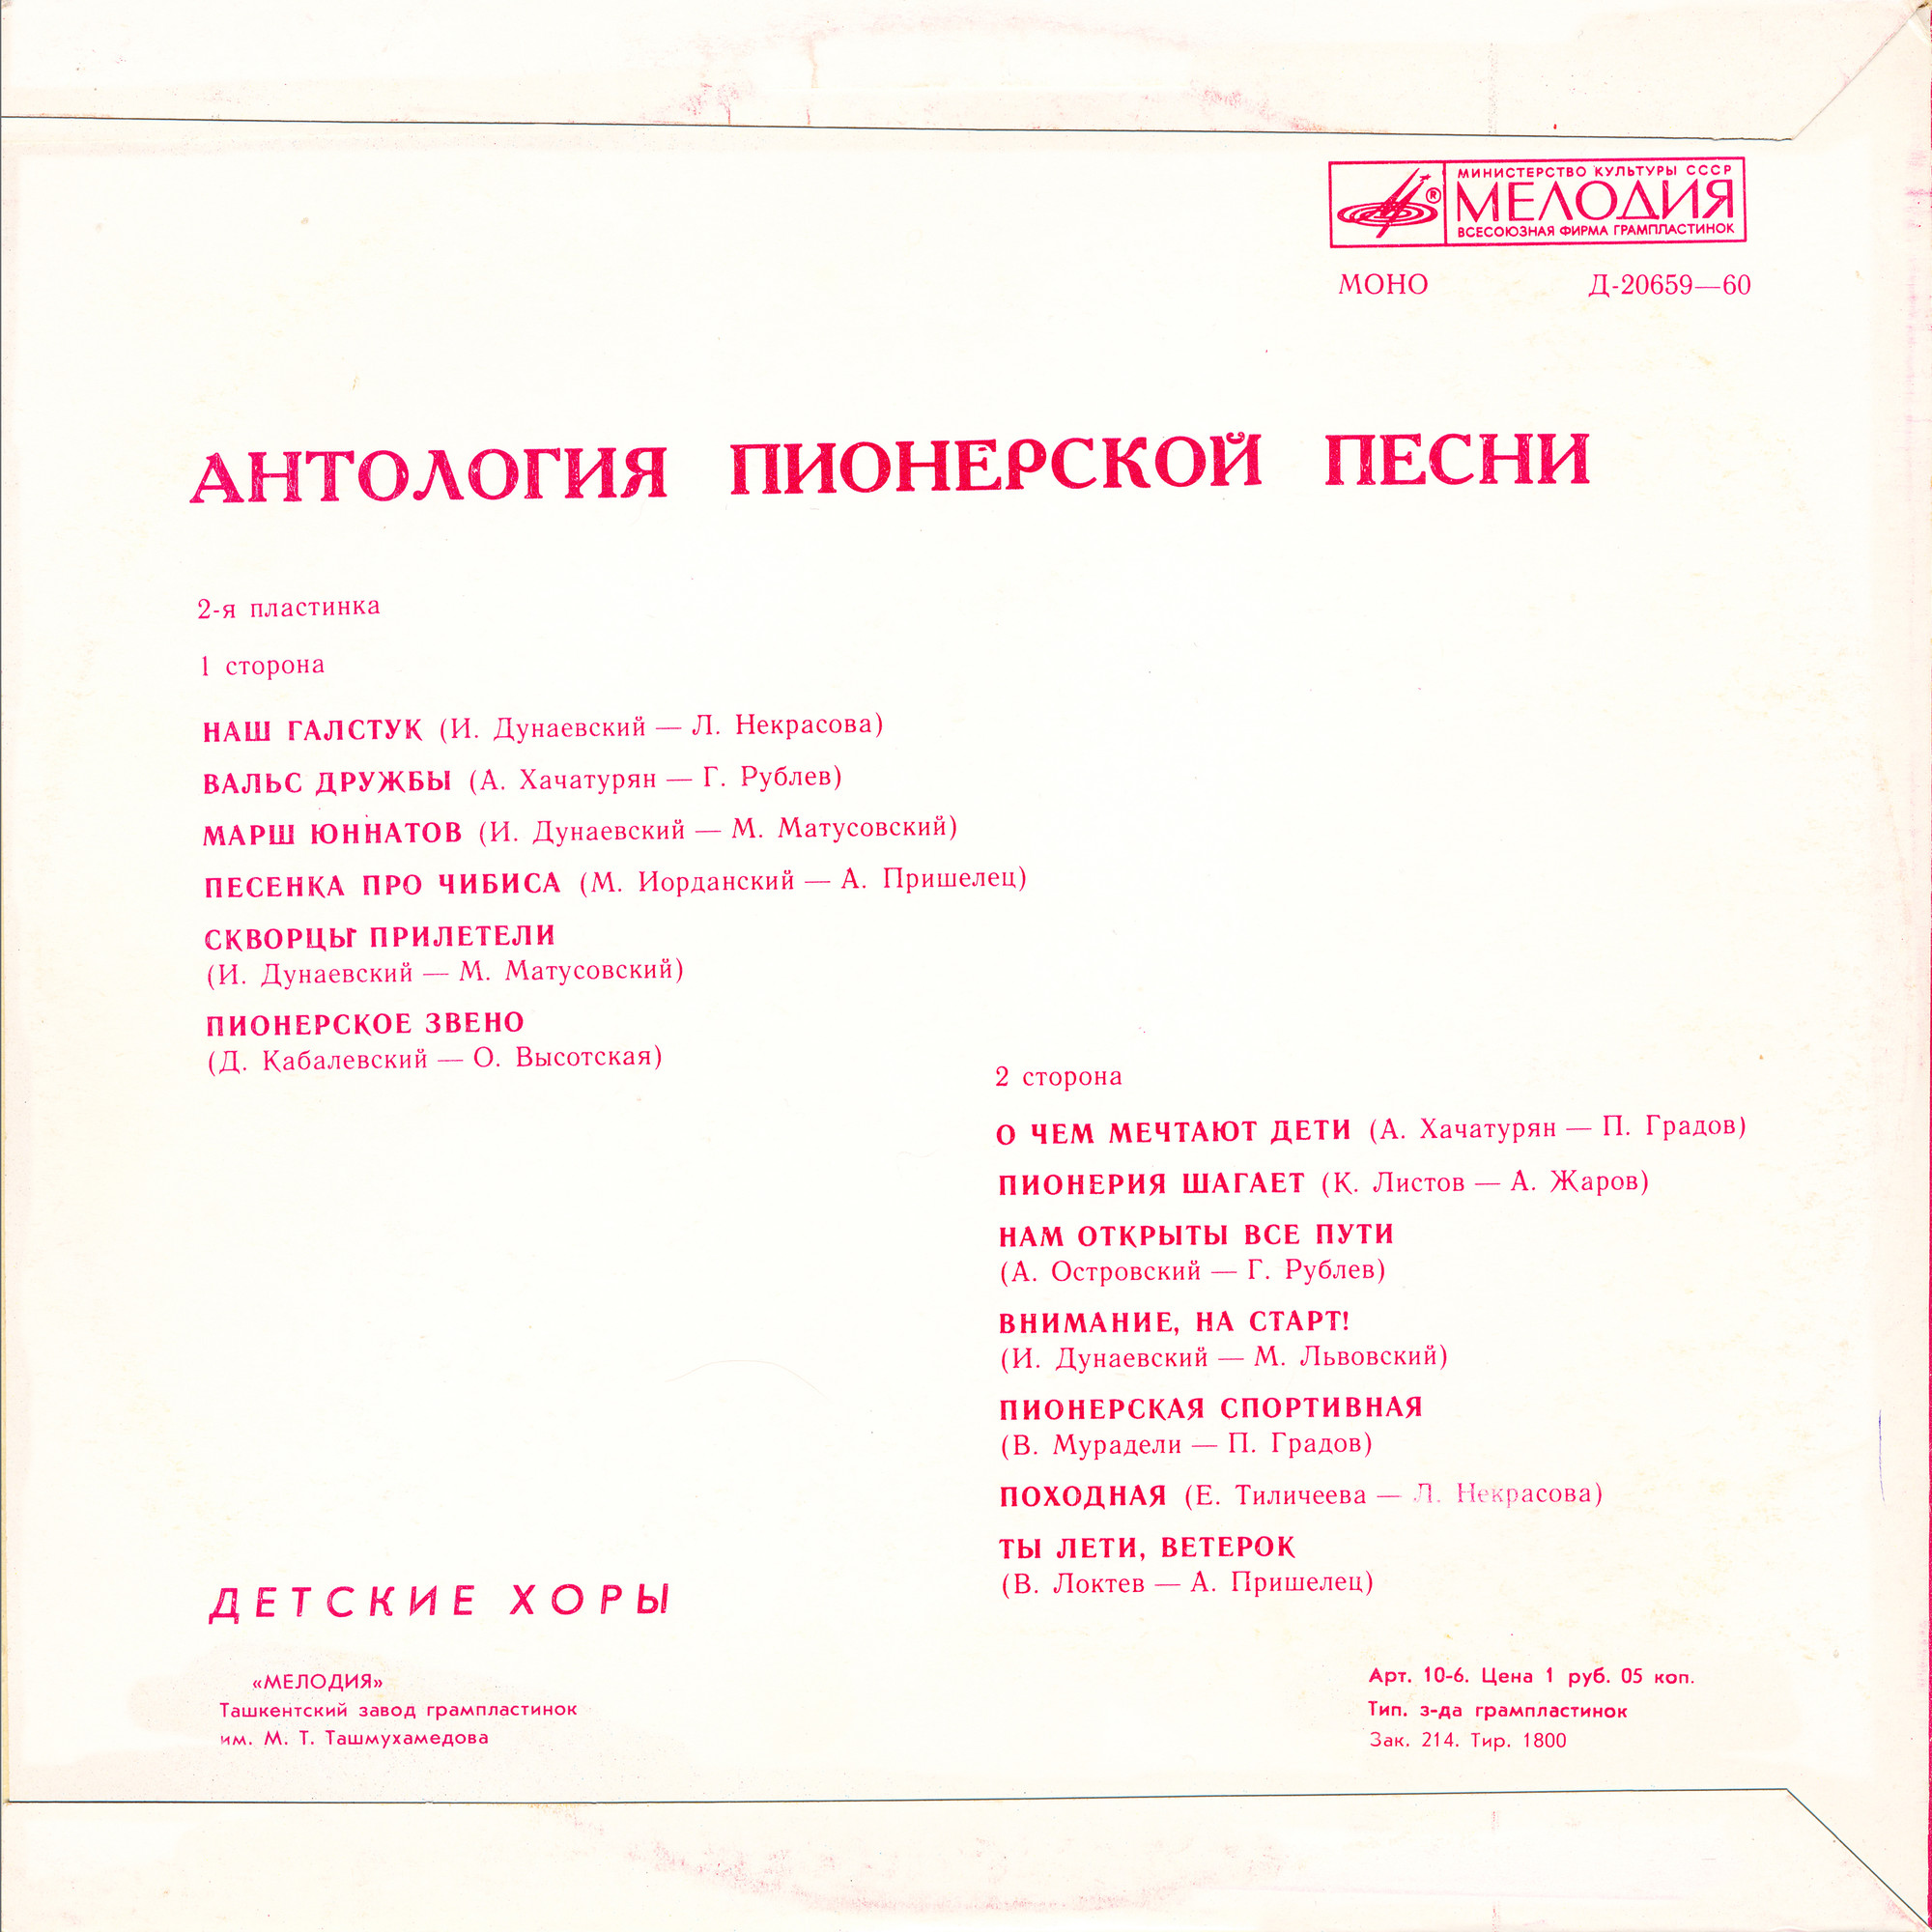 МИНИСТЕРСТВО КУЛЬТУРЫ СССР
МЕЛОДИЯ
®
ВСЕСОЮЗНАЯ ФИРМА ГРАМПЛАСТИНОК
МОНО Д-20659—60
АНТОЛОГИЯ ПИОНЕРСКОЙ ПЕСНИ
2-я пластинка
1 сторона
НАШ ГАЛСТУК (И. Дунаевский — Л. Некрасова)
ВАЛЬС ДРУЖБЫ (А. Хачатурян — Г. Рублев)
МАРШ ЮННАТОВ (И. Дунаевский — М. Матусовский)
ПЕСЕНКА ПРО ЧИБИСА (М. Иорданский — А. Пришелец)
СКВОРЦЫ ПРИЛЕТЕЛИ
(И. Дунаевский — М. Матусовский)
ПИОНЕРСКОЕ ЗВЕНО
(Д. Кабалевский — О. Высотская)
2 сторона
О ЧЕМ МЕЧТАЮТ ДЕТИ (А. Хачатурян — П. Градов)
ПИОНЕРИЯ ШАГАЕТ (К. Листов — А. Жаров)
НАМ ОТКРЫТЫ ВСЕ ПУТИ
(А. Островский — Г. Рублев)
ВНИМАНИЕ, НА СТАРТ!
(И. Дунаевский — М. Львовский)
ПИОНЕРСКАЯ СПОРТИВНАЯ
(В. Мурадели — П. Градов)
ПОХОДНАЯ (Е. Тиличеева — Л. Некрасова)
ТЫ ЛЕТИ, ВЕТЕРОК
(В. Локтев — А. Пришелец)
ДЕТСКИЕ ХОРЫ
«МЕЛОДИЯ»
Ташкентский завод грампластинок
им. М. Т. Ташмухамедова
Арт. 10-6. Цена 1 руб. 05 коп.
Тип. з-да грампластинок
Зак. 214. Тир. 1800